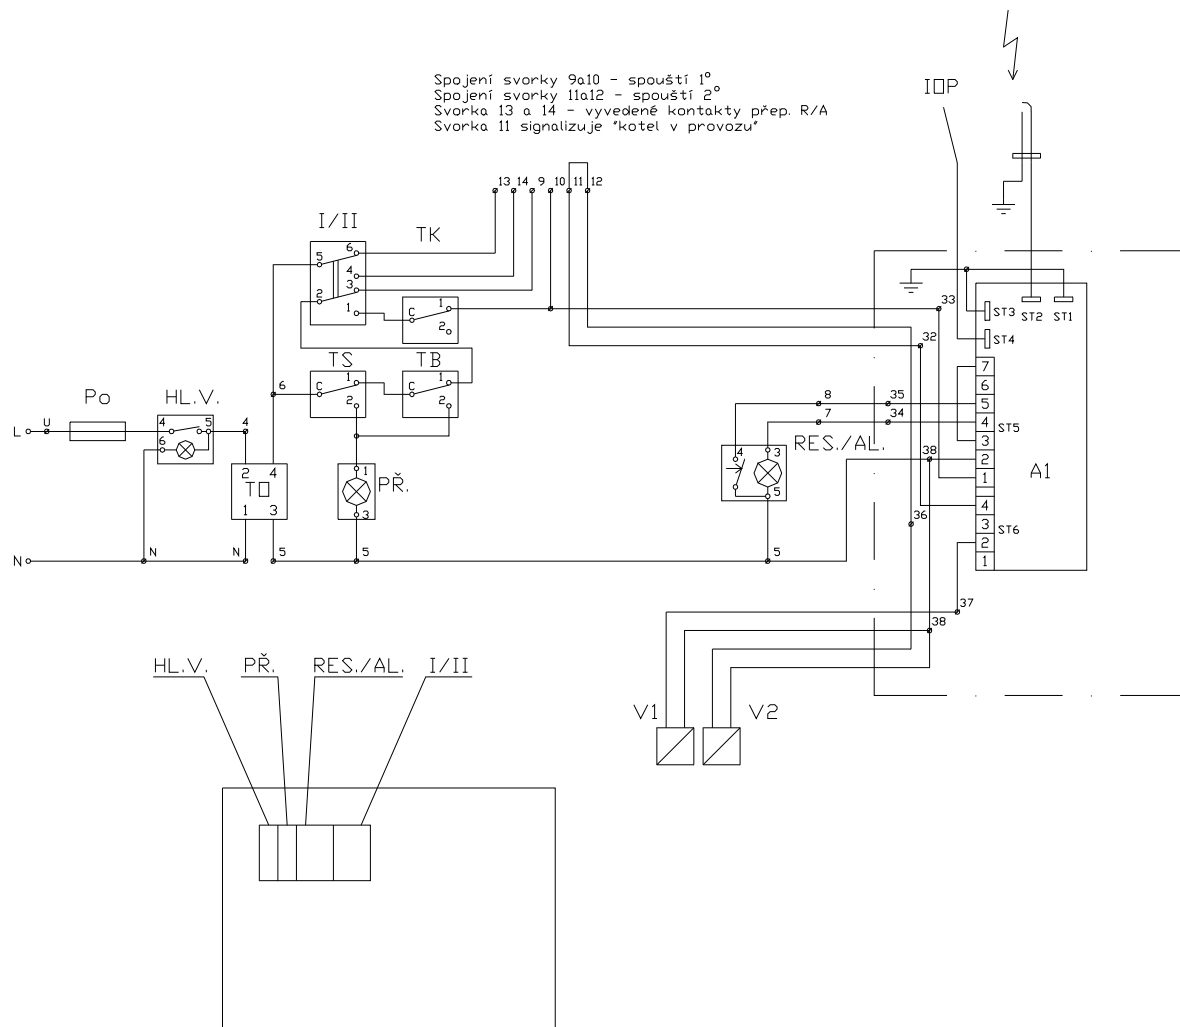 Spojení svorky 9a10 - spouští 1°
Spojení svorky 11a12 - spouští 2°
Svorka 13 a 14 - vyvedené kontakty přep. R/A
Svorka 11 signalizuje "kotel v provozu"
IOP
13 14 9 10 11 12
I/II
TK
6
5
4
3
2
1
C 1
2
33
ST3
ST2 ST1
32
ST4
TS
TB
6
C 1
2
C 1
2
7
6
5
4
3
2
1
ST5
4
3
2
1
ST6
A1
Po
HL.V.
L U
4 5
6
4
8 35
7 34
RES./AL.
4 3
5
38
36
2 4
TO
1 3
1
PŘ.
3
N
N N
5 5 5
37
38
HL.V. PŘ. RES./AL. I/II
V1 V2